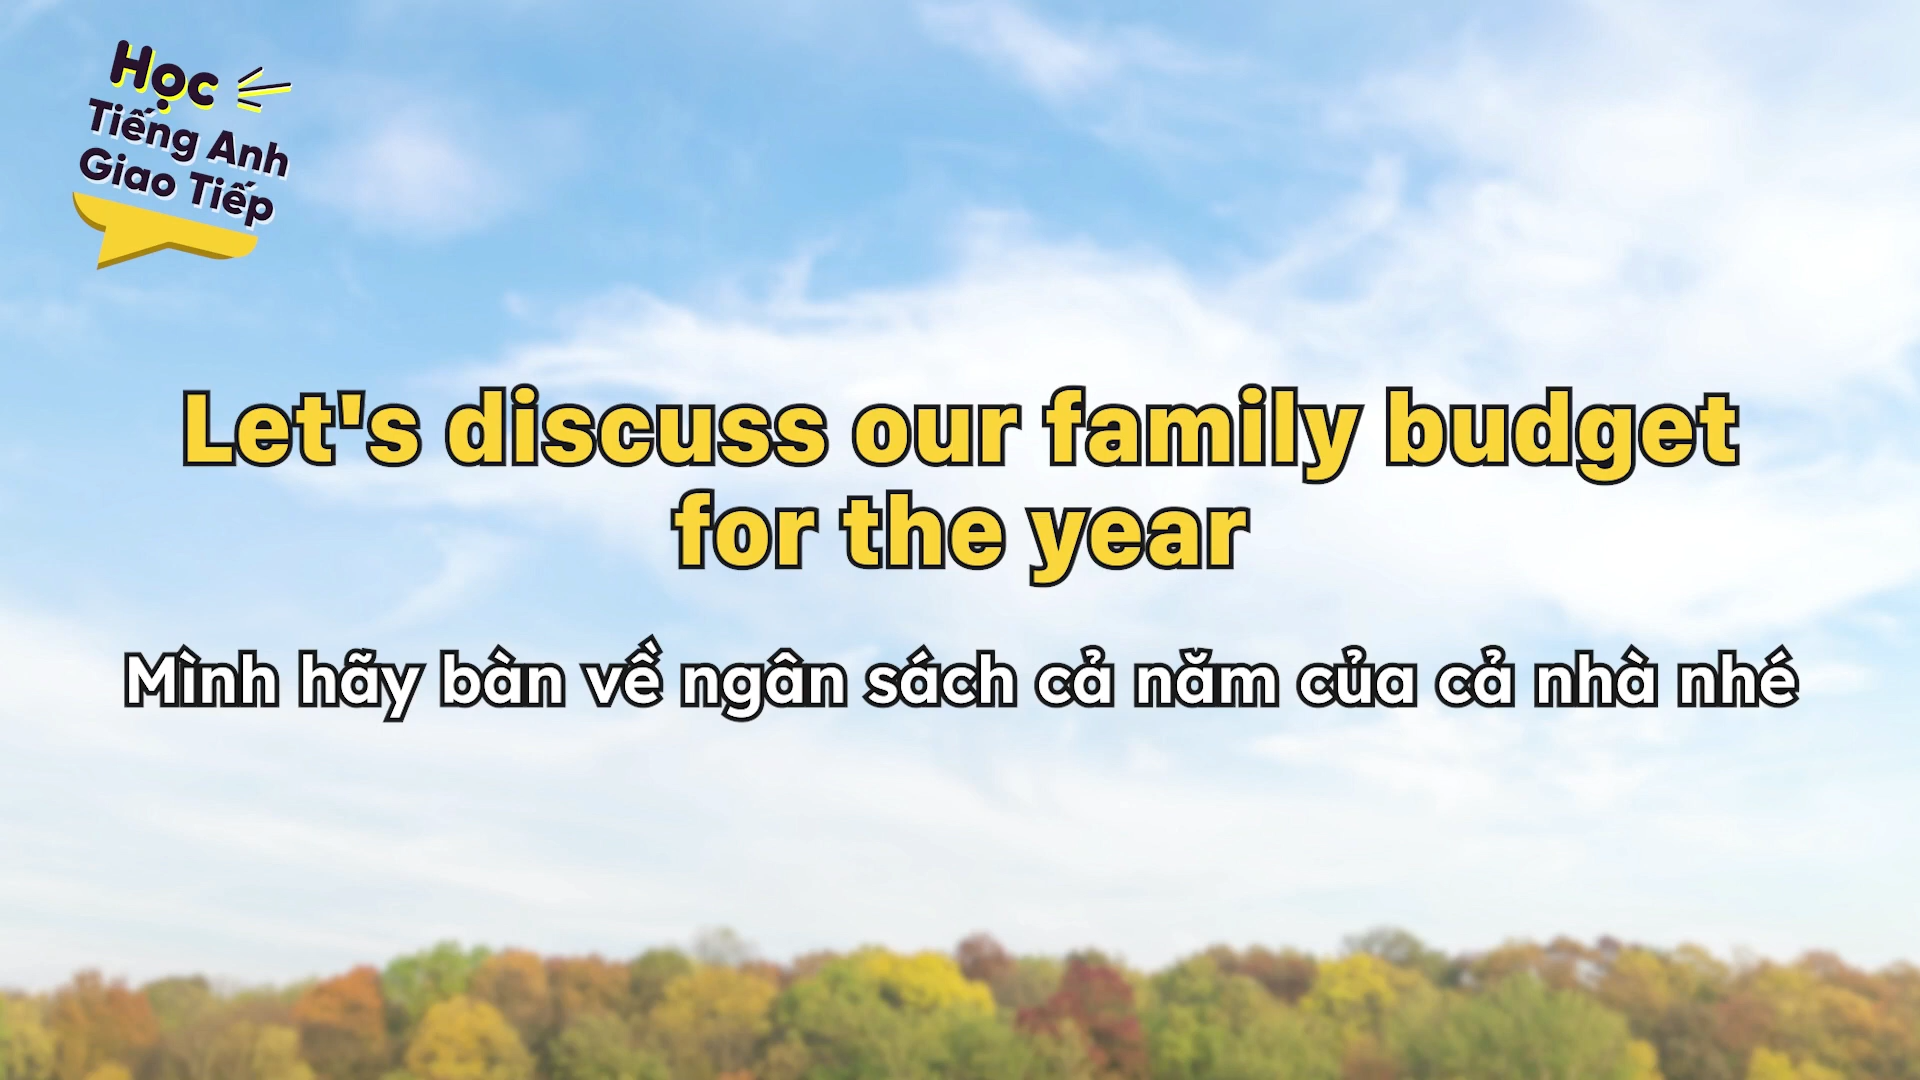 Học
Tiếng Anh
Giao Tiếp
Let's discuss our family budget
for the year
Mình hãy bàn về ngân sách cả năm của cả nhà nhé